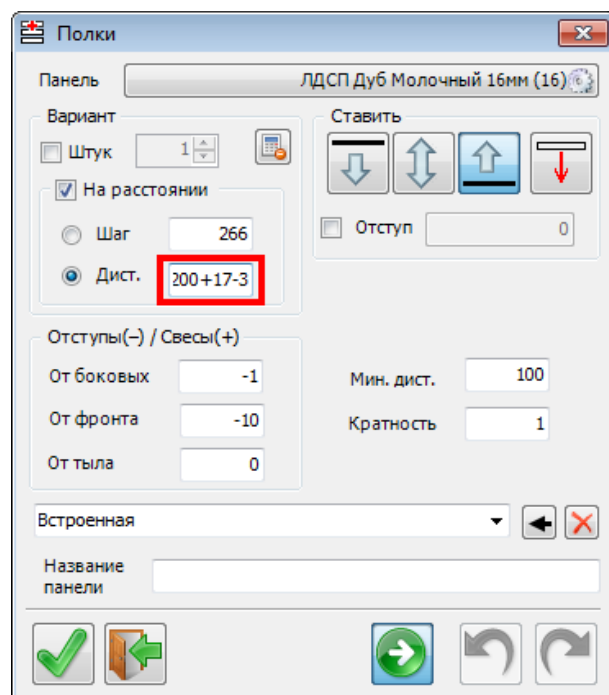 Полки
Панель ЛДСП Дуб Молочный 16мм (16)
Вариант
Штук 1
На расстоянии
Шаг 266
Дист. 200+17-3
Ставить
Отступ 0
Отступы(–) / Свесы(+)
От боковых -1
От фронта -10
От тыла 0
Мин. дист. 100
Кратность 1
Встроенная
Название
панели